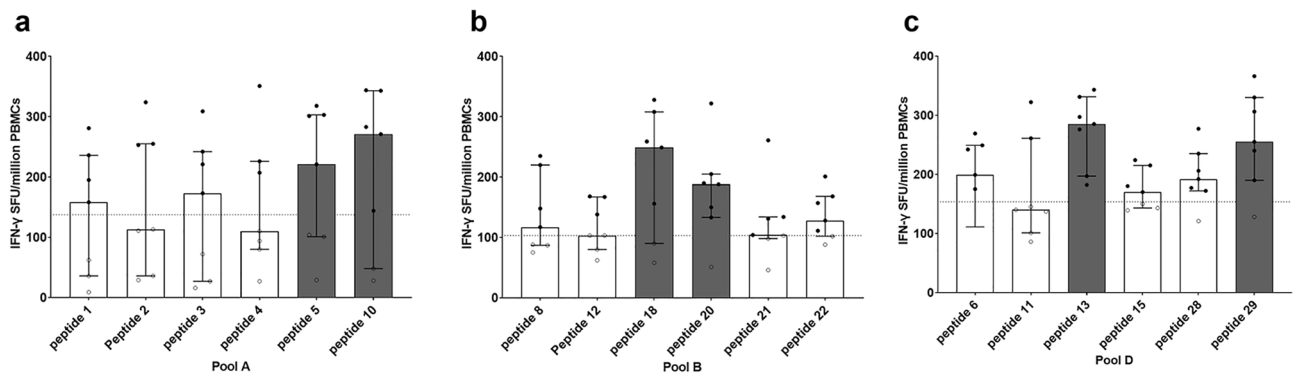 a
IFN-γ SFU/million PBMCs
400
300
200
100
0
peptide 1
Peptide 2
peptide 3
peptide 4
peptide 5
peptide 10
Pool A
b
IFN-γ SFU/million PBMCs
400
300
200
100
0
peptide 8
Peptide 12
peptide 18
peptide 20
peptide 21
peptide 22
Pool B
c
IFN-γ SFU/million PBMCs
400
300
200
100
0
peptide 6
peptide 11
peptide 13
peptide 15
peptide 28
peptide 29
Pool D